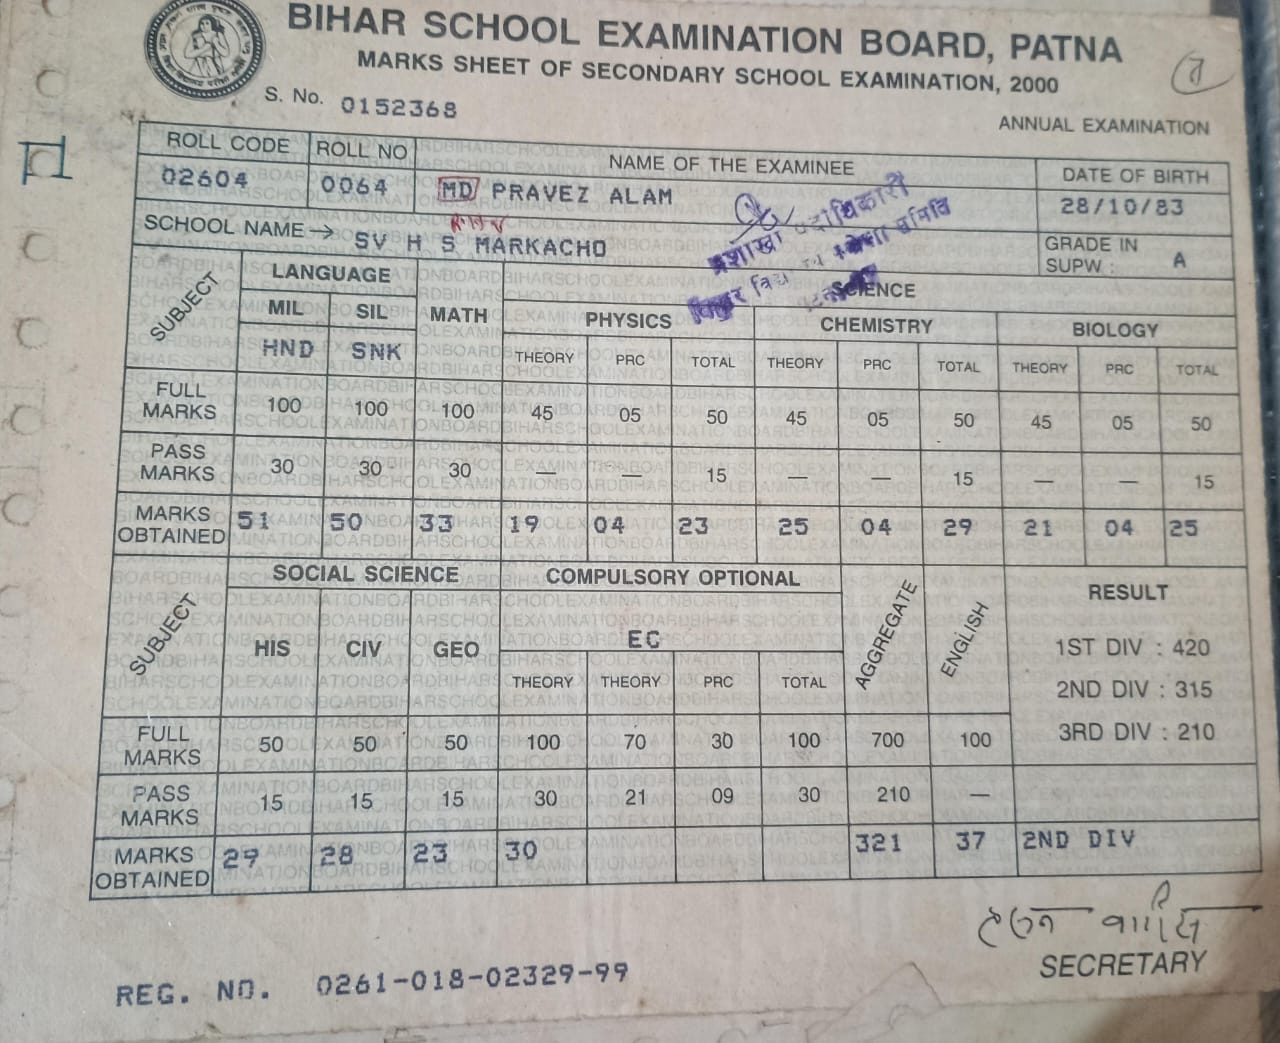 BIHAR SCHOOL EXAMINATION BOARD, PATNA
MARKS SHEET OF SECONDARY SCHOOL EXAMINATION, 2000
S. No. 0152368
ANNUAL EXAMINATION
ROLL CODE ROLL NO NAME OF THE EXAMINEE DATE OF BIRTH
02604 0064 MD PRAVEZ ALAM 28/10/83
SCHOOL NAME → SV H S MARKACHO GRADE IN SUPW : A
SUBJECT LANGUAGE MATH SCIENCE
MIL SIL PHYSICS CHEMISTRY BIOLOGY
HND SNK THEORY PRC TOTAL THEORY PRC TOTAL THEORY PRC TOTAL
FULL MARKS 100 100 100 45 05 50 45 05 50 45 05 50
PASS MARKS 30 30 30 — — 15 — — 15 — — 15
MARKS OBTAINED 51 50 33 19 04 23 25 04 29 21 04 25
SUBJECT SOCIAL SCIENCE COMPULSORY OPTIONAL AGGREGATE ENGLISH RESULT
HIS CIV GEO EC 1ST DIV : 420
THEORY THEORY PRC TOTAL 2ND DIV : 315
3RD DIV : 210
FULL MARKS 50 50 50 100 70 30 100 700 100
PASS MARKS 15 15 15 30 21 09 30 210 —
MARKS OBTAINED 29 28 23 30 321 37 2ND DIV
SECRETARY
REG. NO. 0261-018-02329-99